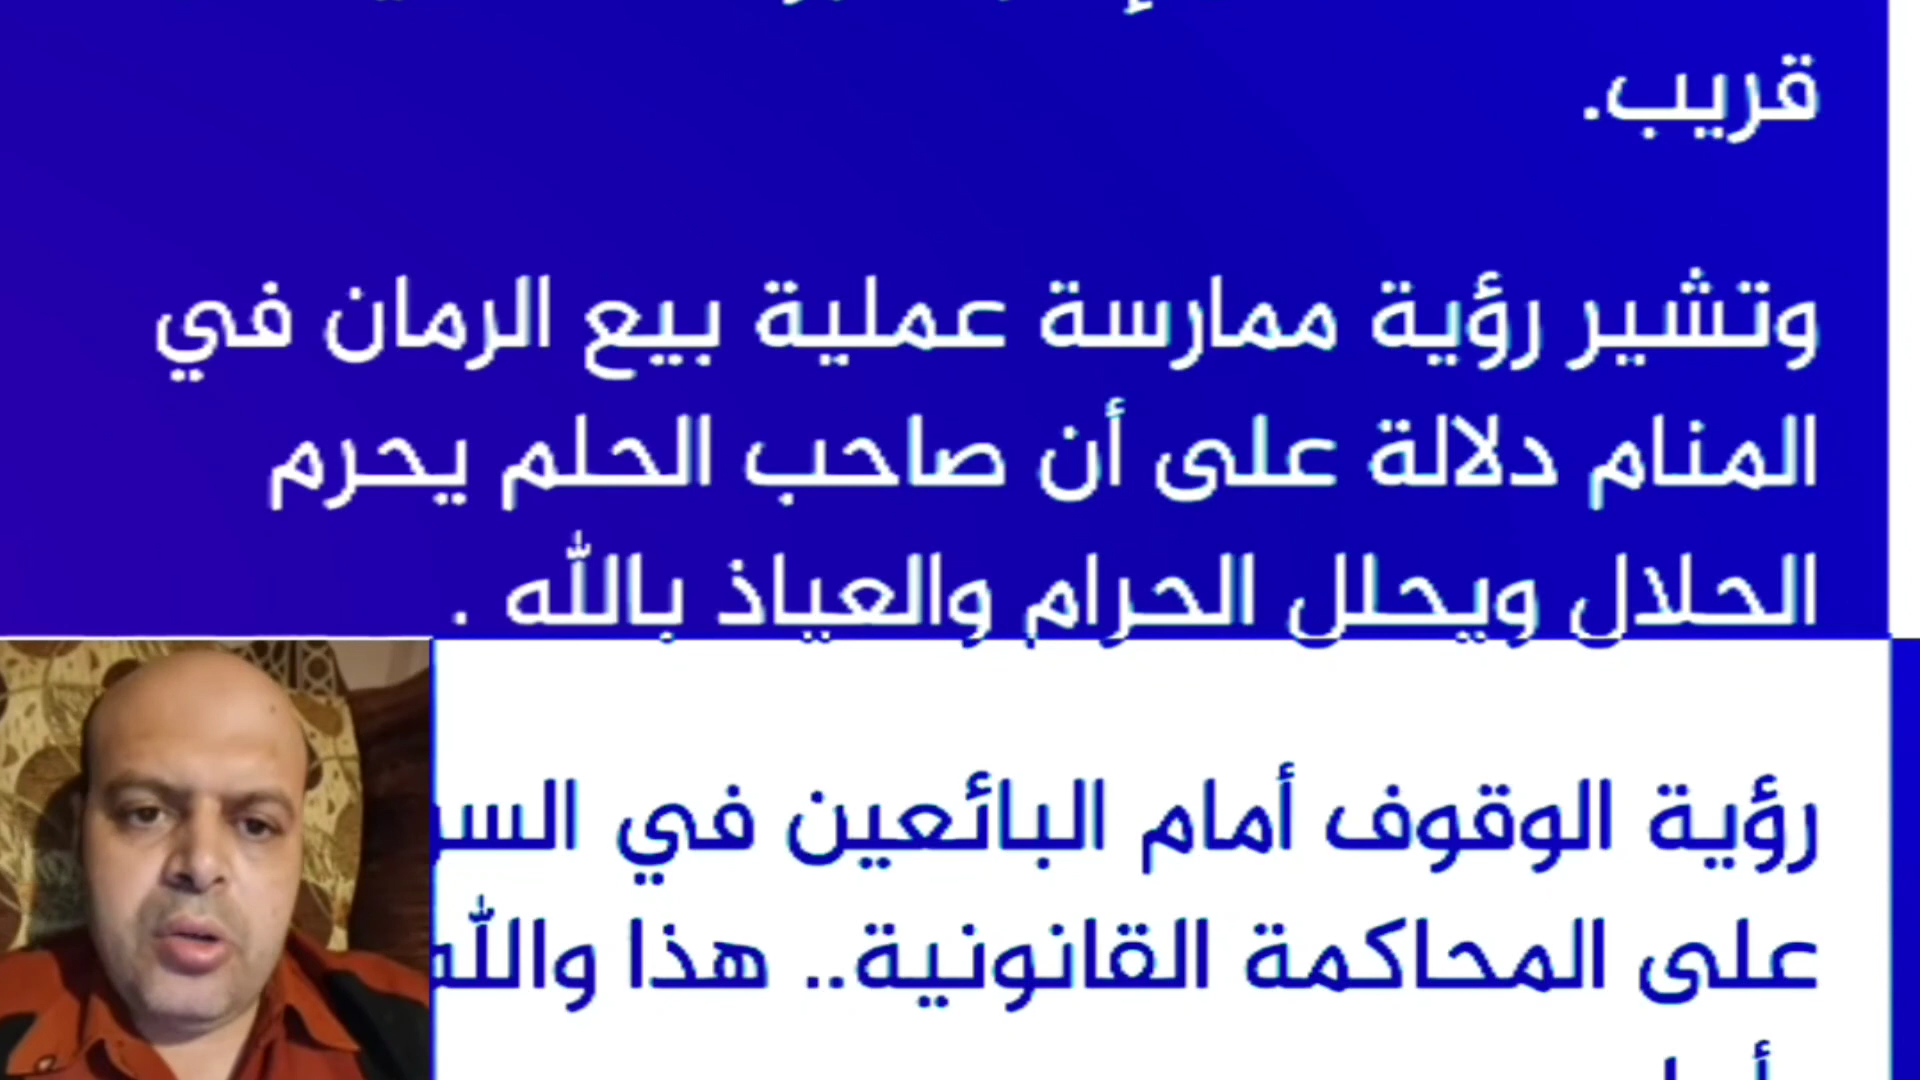 قريب.
وتشير رؤية ممارسة عملية بيع الرمان في
المنام دلالة على أن صاحب الحلم يحرم
الحلال ويحلل الحرام والعياذ بالله .
رؤية الوقوف أمام البائعين في
على المحاكمة القانونية.. هذا والله